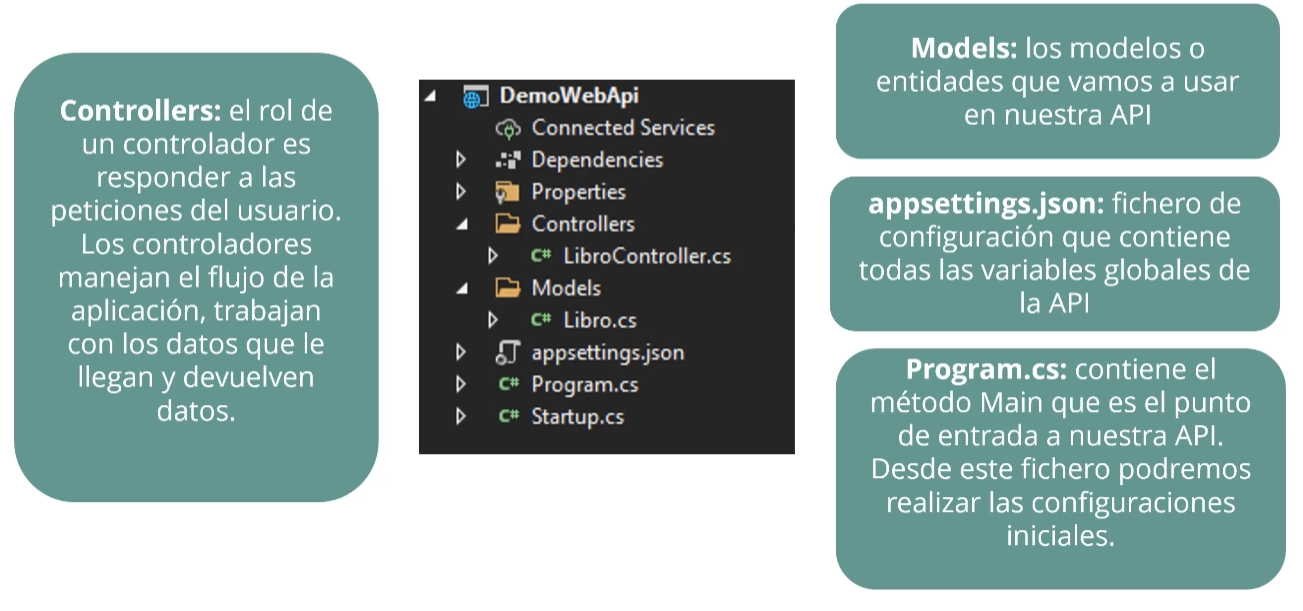 Controllers: el rol de
un controlador es
responder a las
peticiones del usuario.
Los controladores
manejan el flujo de la
aplicación, trabajan
con los datos que le
llegan y devuelven
datos.
DemoWebApi
Connected Services
Dependencies
Properties
Controllers
C# LibroController.cs
Models
C# Libro.cs
appsettings.json
C# Program.cs
C# Startup.cs
Models: los modelos o
entidades que vamos a usar
en nuestra API
appsettings.json: fichero de
configuración que contiene
todas las variables globales de
la API
Program.cs: contiene el
método Main que es el punto
de entrada a nuestra API.
Desde este fichero podremos
realizar las configuraciones
iniciales.